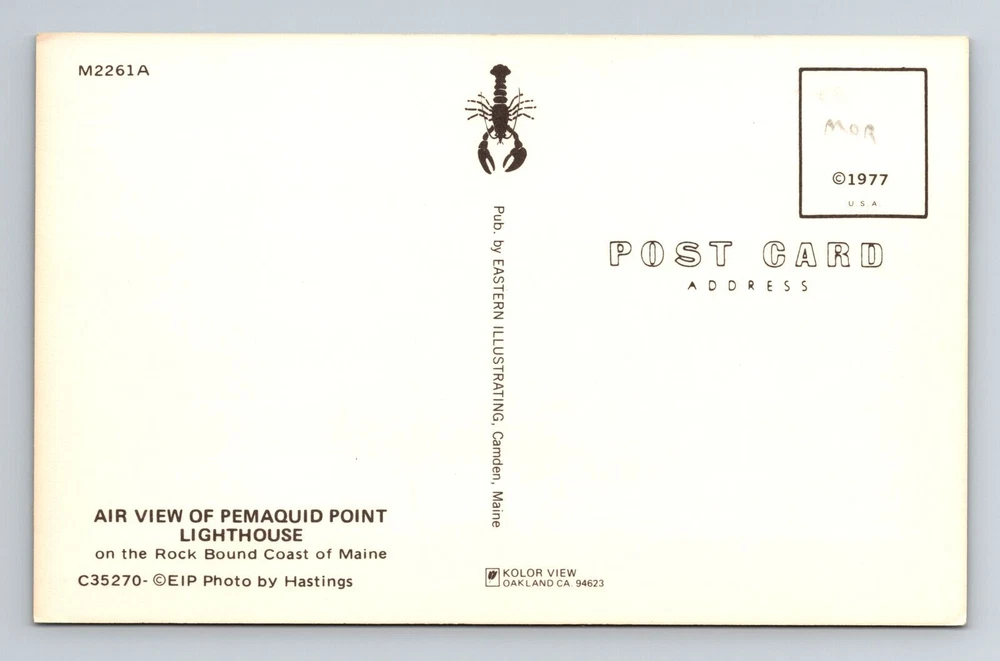 M2261A
AIR VIEW OF PEMAQUID POINT
LIGHTHOUSE
on the Rock Bound Coast of Maine
C35270- ©EIP Photo by Hastings
Pub. by EASTERN ILLUSTRATING, Camden, Maine
KOLOR VIEW
OAKLAND CA. 94623
MOR
©1977
U S A
POST CARD
ADDRESS